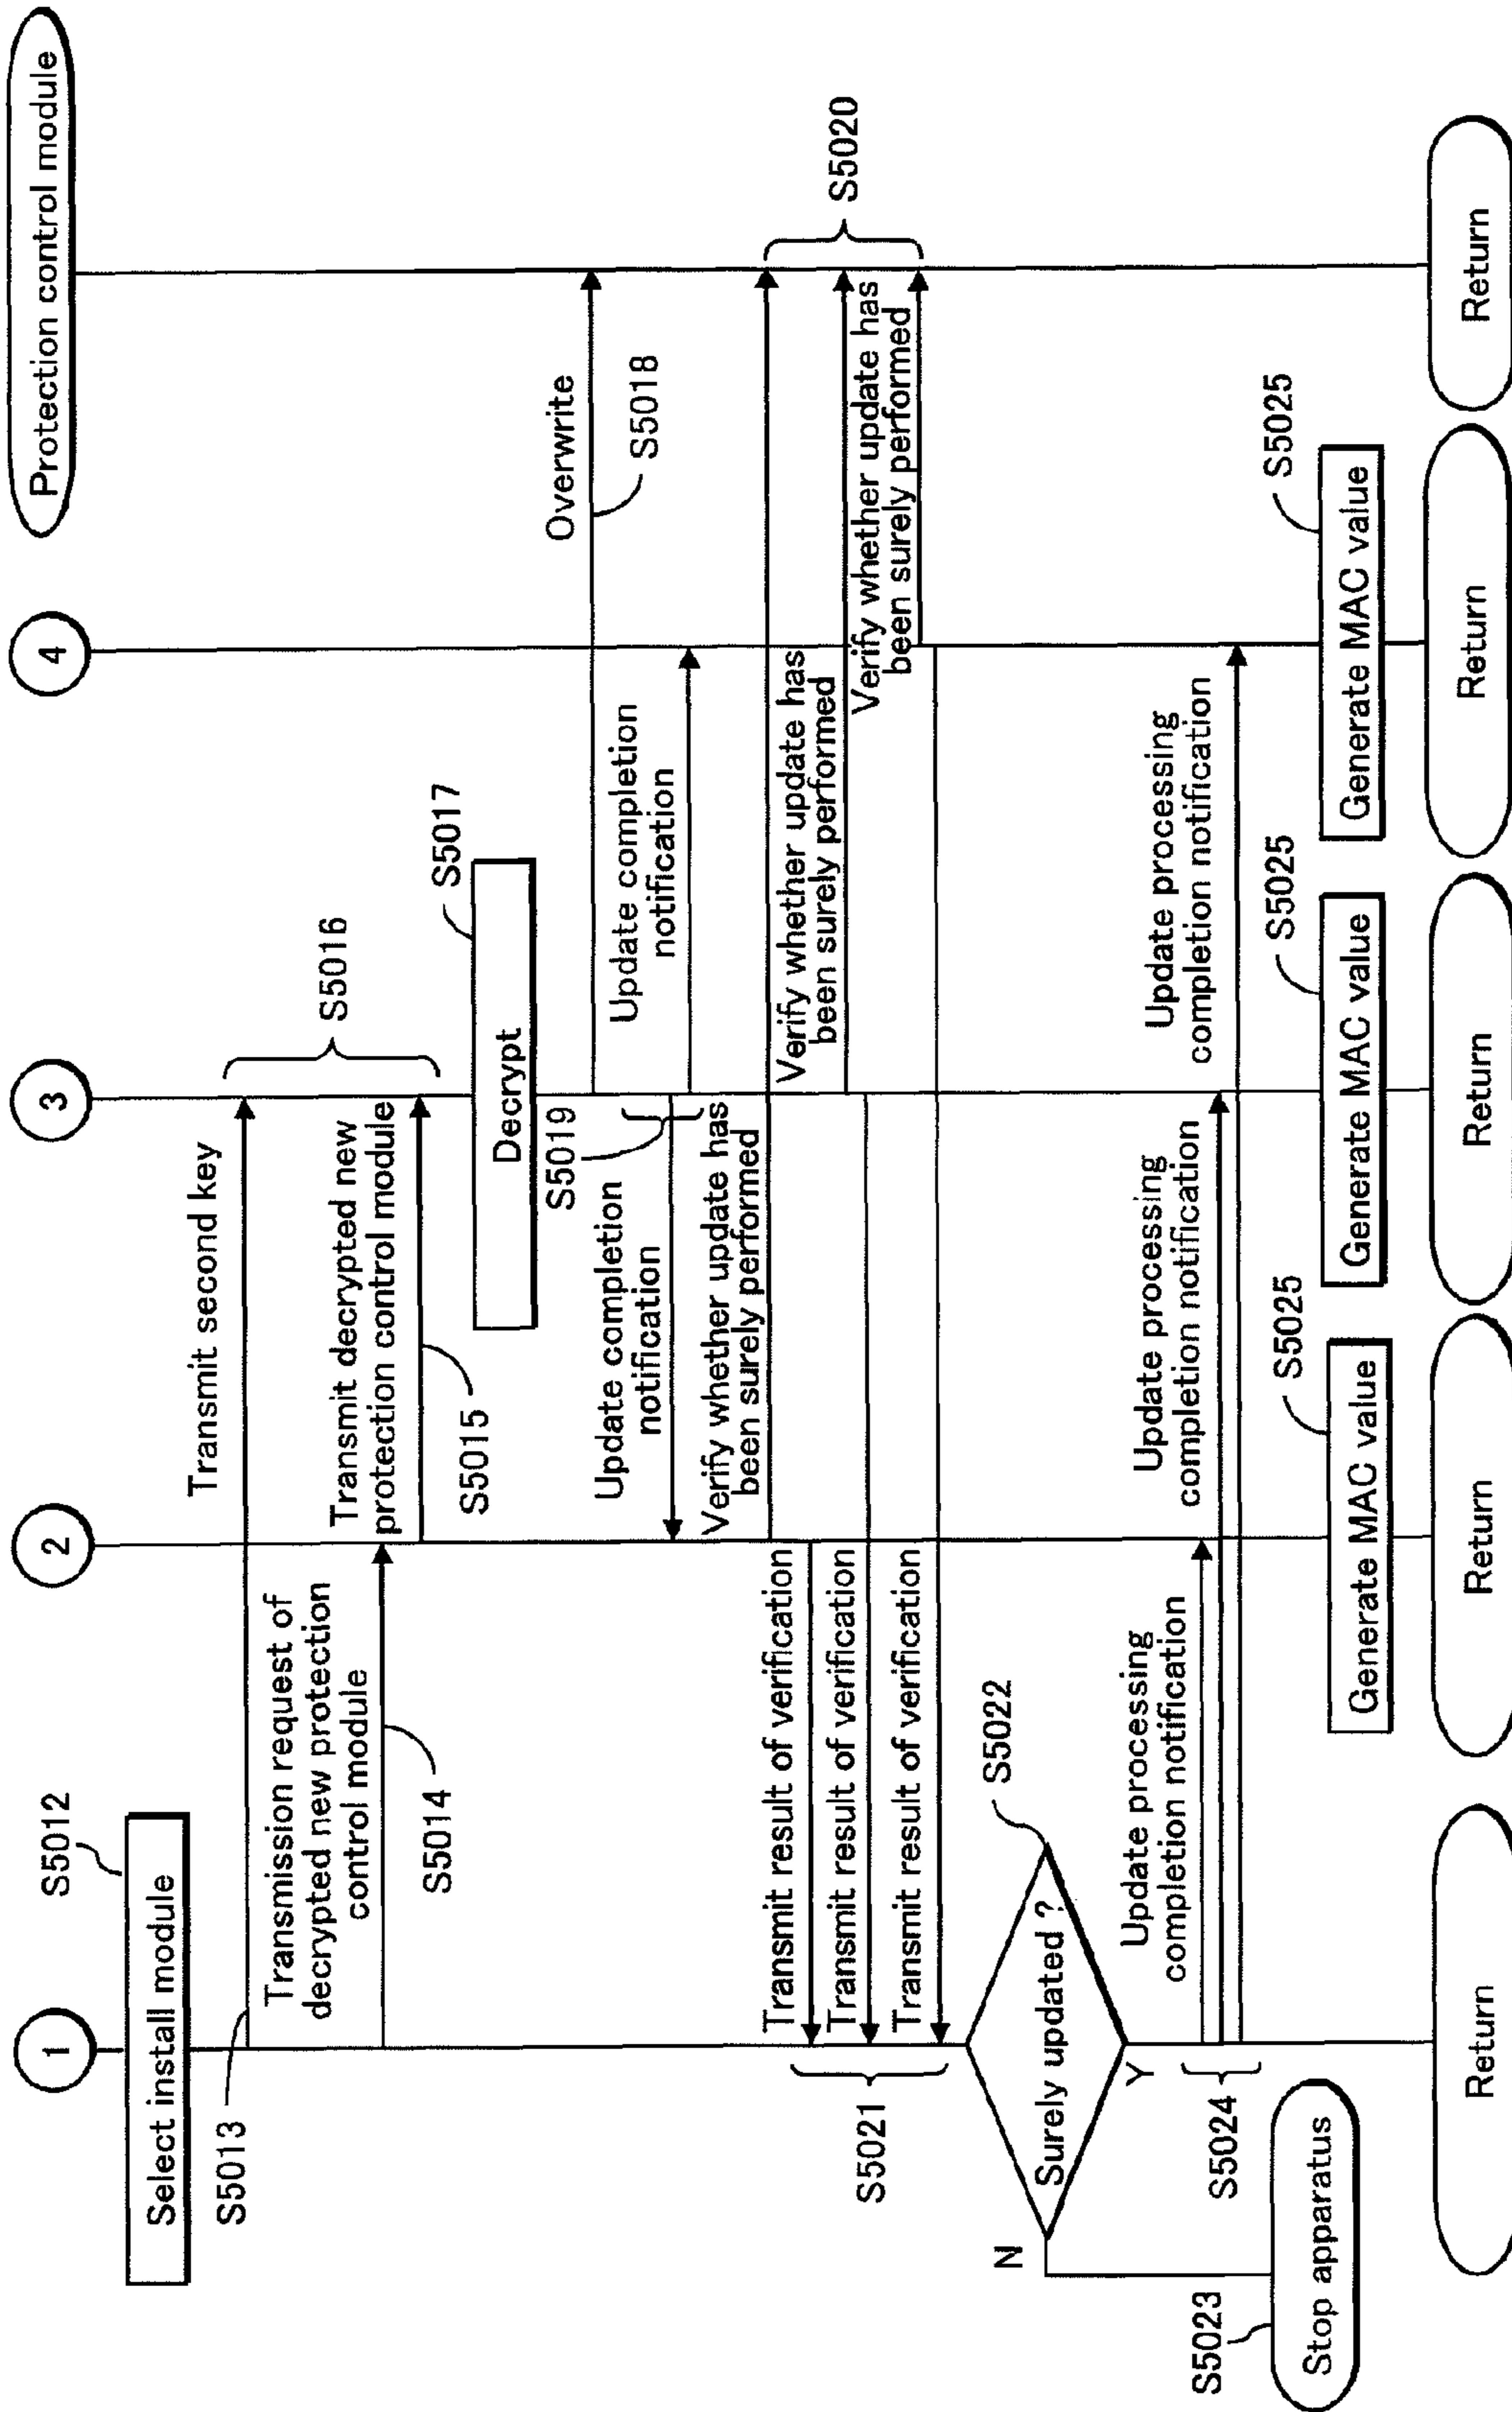 1
2
3
4
Protection control module
Select install module
S5012
S5013
Transmit second key
S5016
Transmission request of
decrypted new protection
control module
S5014
Transmit decrypted new
protection control module
S5015
Decrypt
S5017
Overwrite
S5018
S5019
Update completion
notification
Update completion
notification
Verify whether update has
been surely performed
Verify whether update has
been surely performed
Verify whether update has
been surely performed
S5020
Transmit result of verification
Transmit result of verification
Transmit result of verification
S5021
Surely updated ?
S5022
N
Y
S5023
Stop apparatus
S5024
Update processing
completion notification
Update processing
completion notification
Update processing
completion notification
S5025
Generate MAC value
S5025
Generate MAC value
S5025
Generate MAC value
Return
Return
Return
Return
Return